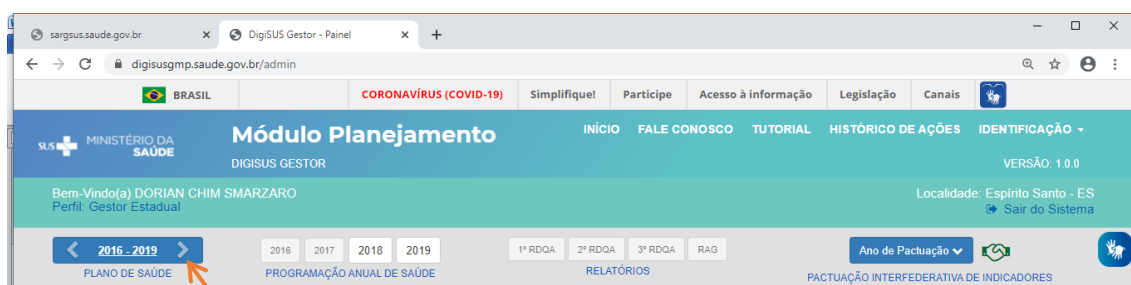 sargsus.saude.gov.br DigiSUS Gestor - Painel
digisusgmp.saude.gov.br/admin
BRASIL CORONAVÍRUS (COVID-19) Simplifique! Participe Acesso à informação Legislação Canais
SUS MINISTÉRIO DA SAÚDE Módulo Planejamento INÍCIO FALE CONOSCO TUTORIAL HISTÓRICO DE AÇÕES IDENTIFICAÇÃO
DIGISUS GESTOR VERSÃO: 1.0.0
Bem-Vindo(a) DORIAN CHIM SMARZARO Localidade: Espírito Santo - ES
Perfil: Gestor Estadual Sair do Sistema
2016 - 2019 2016 2017 2018 2019 1º RDQA 2º RDQA 3º RDQA RAG Ano de Pactuação
PLANO DE SAÚDE PROGRAMAÇÃO ANUAL DE SAÚDE RELATÓRIOS PACTUAÇÃO INTERFEDERATIVA DE INDICADORES